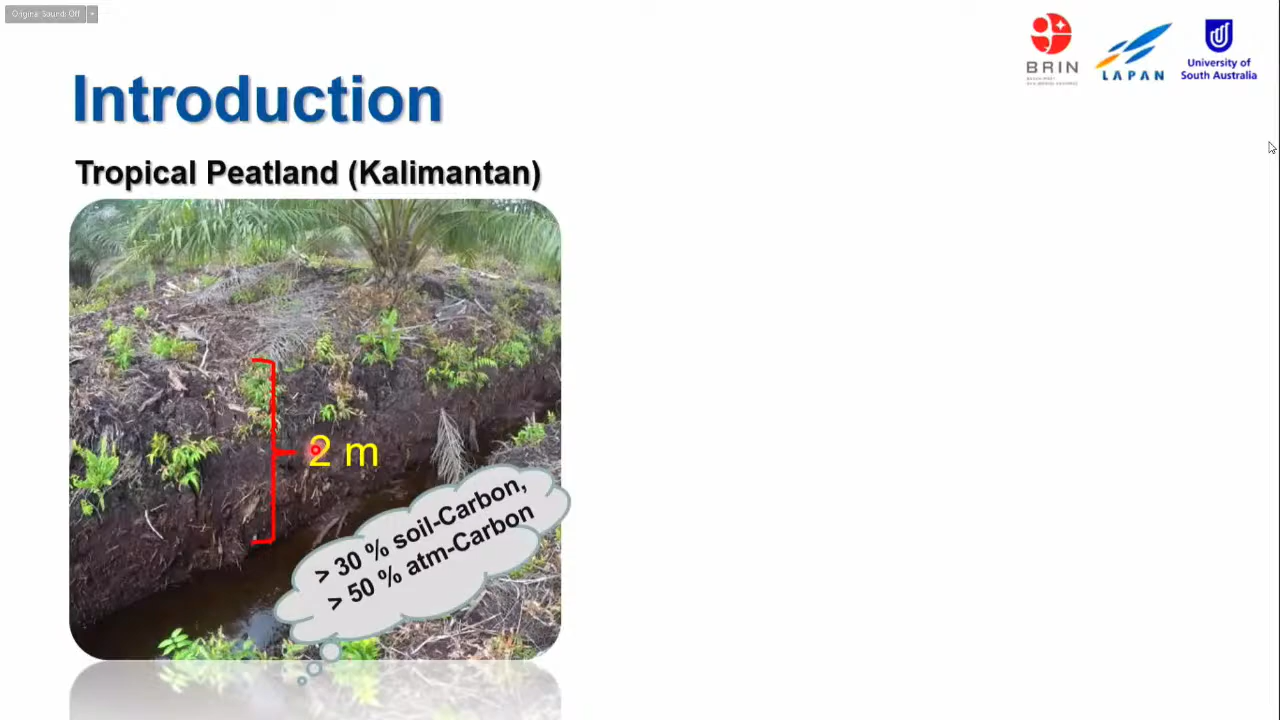 Original Sound: Off
BRIN
LAPAN
University of
South Australia
Introduction
Tropical Peatland (Kalimantan)
2 m
> 30 % soil-Carbon,
> 50 % atm-Carbon